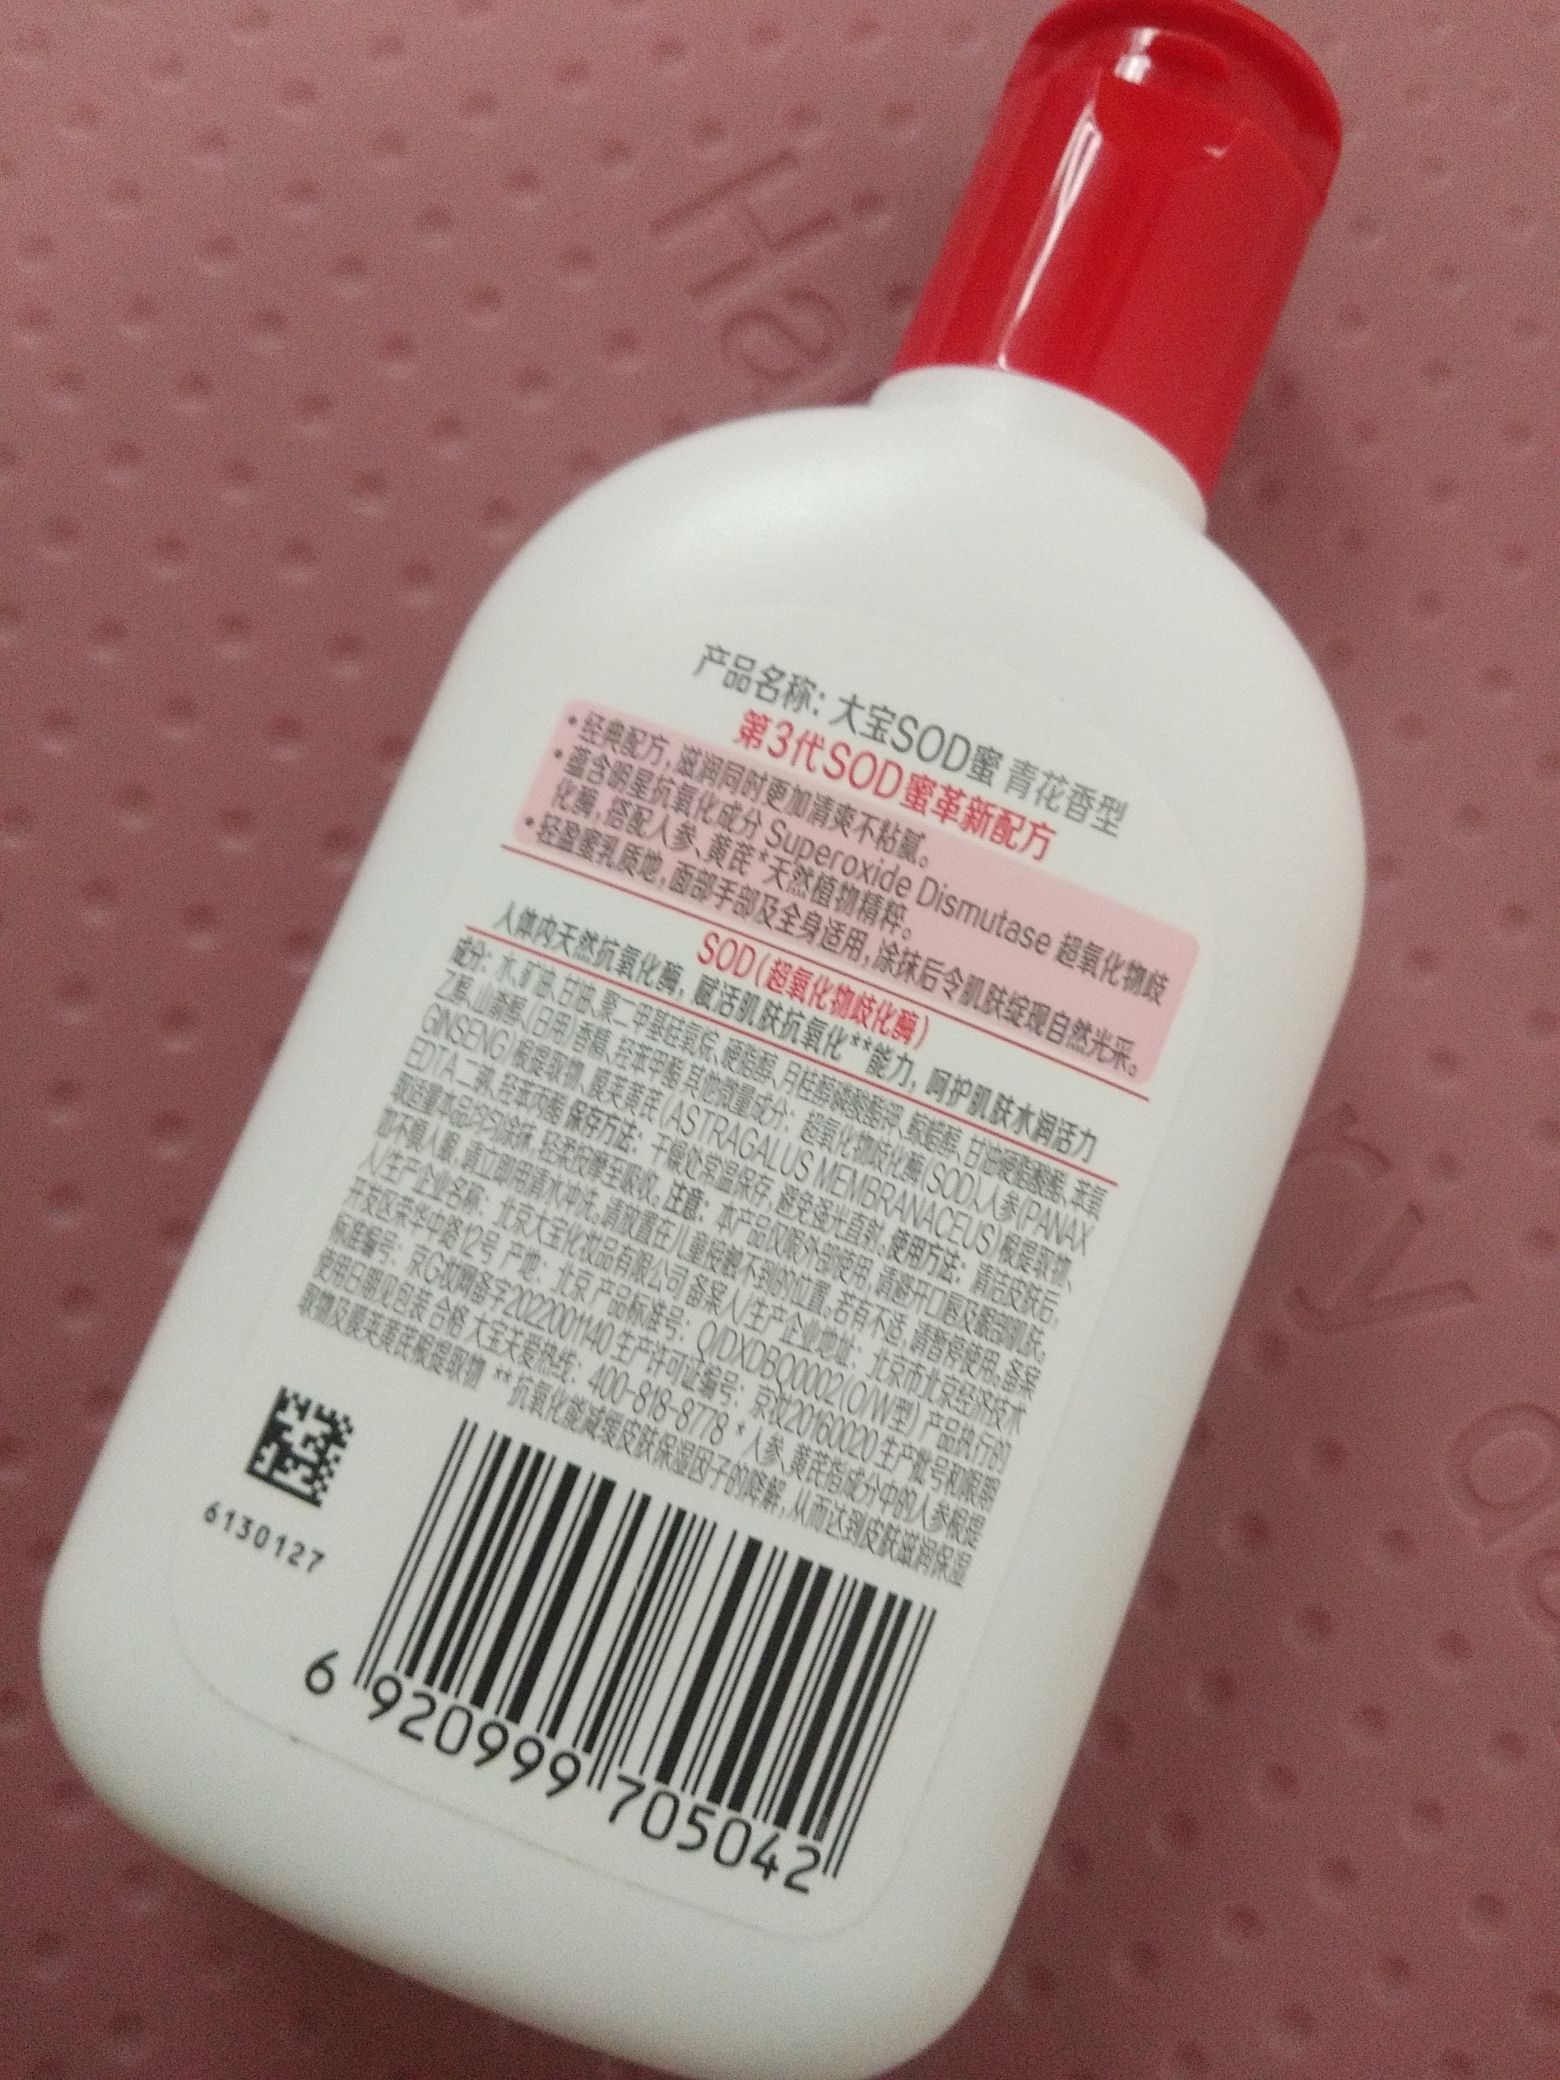 Ha
ry
产品名称: 大宝SOD蜜 青花香型
第3代SOD蜜革新配方
•经典配方,滋润同时更加清爽不粘腻。
•蕴含明星抗氧化成分 Superoxide Dismutase 超氧化物歧
化酶,搭配人参、黄芪*天然植物精粹。
•轻盈蜜乳质地,面部手部及全身适用,涂抹后令肌肤绽现自然光采。
SOD(超氧化物歧化酶)
人体内天然抗氧化酶, 赋活肌肤抗氧化**能力, 呵护肌肤水润活力
成分: 水、矿油、甘油、聚二甲基硅氧烷、硬脂醇、月桂醇磷酸酯钾、鲸蜡醇、甘油硬脂酸酯、苯氧
乙醇、山嵛醇、(日用)香精、羟苯甲酯 其他微量成分: 超氧化物歧化酶(SOD)、人参(PANAX
GINSENG)根提取物、膜荚黄芪(ASTRAGALUS MEMBRANACEUS)根提取物、
EDTA二钠、羟苯丙酯 保存方法: 干燥处常温保存, 避免强光直射。使用方法: 清洁皮肤后,
取适量本品均匀涂抹, 轻柔按摩至吸收。注意: 本产品仅限外部使用, 请避开口唇及眼部肌肤。
如不慎入眼, 请立即用清水冲洗。请放置在儿童接触不到的位置。若有不适, 请暂停使用。备案
人/生产企业名称: 北京大宝化妆品有限公司 备案人/生产企业地址: 北京市北京经济技术
开发区荣华中路12号 产地: 北京 产品标准号: Q/DXDBQ0002(O/W型) 产品执行的
标准编号: 京G妆网备字2022001140 生产许可证编号: 京妆20160020 生产批号和限期
使用日期见包装 合格 大宝关爱热线: 400-818-8778 *人参、黄芪指成分中的人参根提
取物及膜荚黄芪根提取物 **抗氧化能减缓皮肤保湿因子的降解, 从而达到皮肤滋润保湿
6130127
6 920999 705042